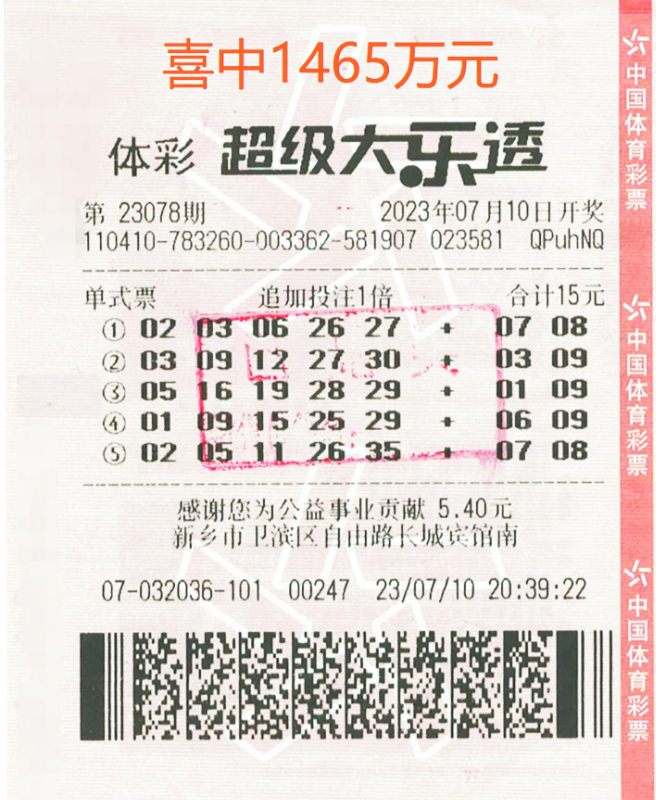 喜中1465万元
体彩 超级大乐透
第 23078期 2023年07月10日开奖
110410-783260-003362-581907 023581 QPuhNQ
单式票 追加投注1倍 合计15元
① 02 03 06 26 27 + 07 08
② 03 09 12 27 30 + 03 09
③ 05 16 19 28 29 + 01 09
④ 01 09 15 25 29 + 06 09
⑤ 02 05 11 26 35 + 07 08
感谢您为公益事业贡献 5.40元
新乡市卫滨区自由路长城宾馆南
07-032036-101 00247 23/07/10 20:39:22
中国体育彩票
中国体育彩票
中国体育彩票